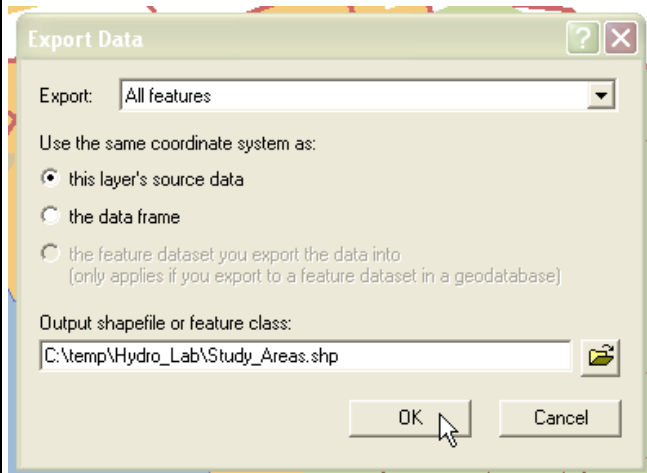 Export Data
Export: All features
Use the same coordinate system as:
this layer's source data
the data frame
the feature dataset you export the data into
(only applies if you export to a feature dataset in a geodatabase)
Output shapefile or feature class:
C:\temp\Hydro_Lab\Study_Areas.shp
OK Cancel